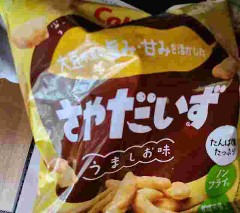 Cal
大豆の旨み・甘みを活かした
さやだいず
うましお味
たんぱく質
たっぷり
ノン
フライ